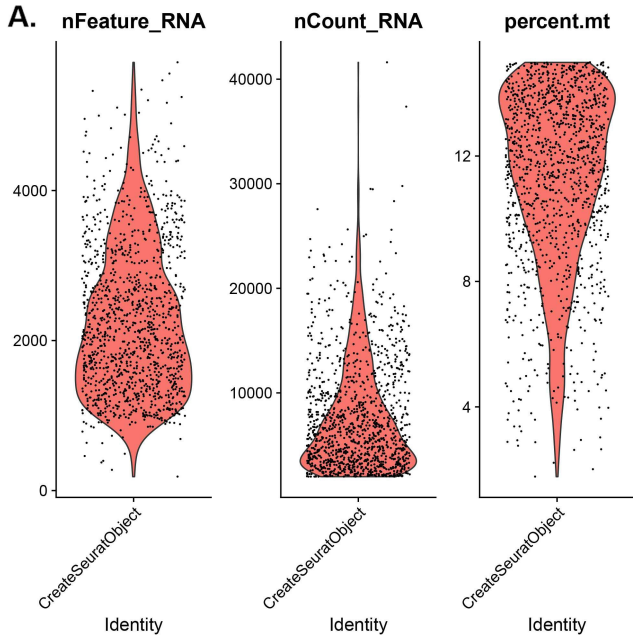 A.
nFeature_RNA
4000
2000
0
CreateSeuratObject
Identity
nCount_RNA
40000
30000
20000
10000
CreateSeuratObject
Identity
percent.mt
12
8
4
CreateSeuratObject
Identity